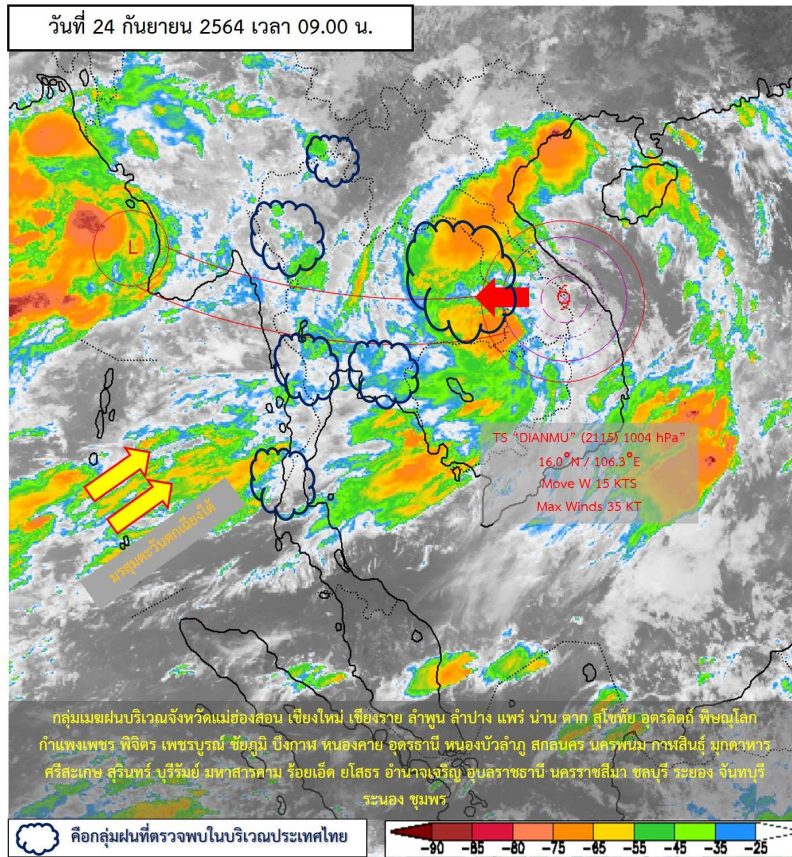 วันที่ 24 กันยายน 2564 เวลา 09.00 น.
L
TS "DIANMU" (2115) 1004 hPa"
16.0°N / 106.3°E
Move W 15 KTS
Max Winds 35 KT
มรสุมตะวันตกเฉียงใต้
กลุ่มเมฆฝนบริเวณจังหวัดแม่ฮ่องสอน เชียงใหม่ เชียงราย ลำพูน ลำปาง แพร่ น่าน ตาก สุโขทัย อุตรดิตถ์ พิษณุโลก
กำแพงเพชร พิจิตร เพชรบูรณ์ ชัยภูมิ บึงกาฬ หนองคาย อุดรธานี หนองบัวลำภู สกลนคร นครพนม กาฬสินธุ์ มุกดาหาร
ศรีสะเกษ สุรินทร์ บุรีรัมย์ มหาสารคาม ร้อยเอ็ด ยโสธร อำนาจเจริญ อุบลราชธานี นครราชสีมา ชลบุรี ระยอง จันทบุรี
ระนอง ชุมพร
คือกลุ่มฝนที่ตรวจพบในบริเวณประเทศไทย
-90 -85 -80 -75 -65 -55 -45 -35 -25